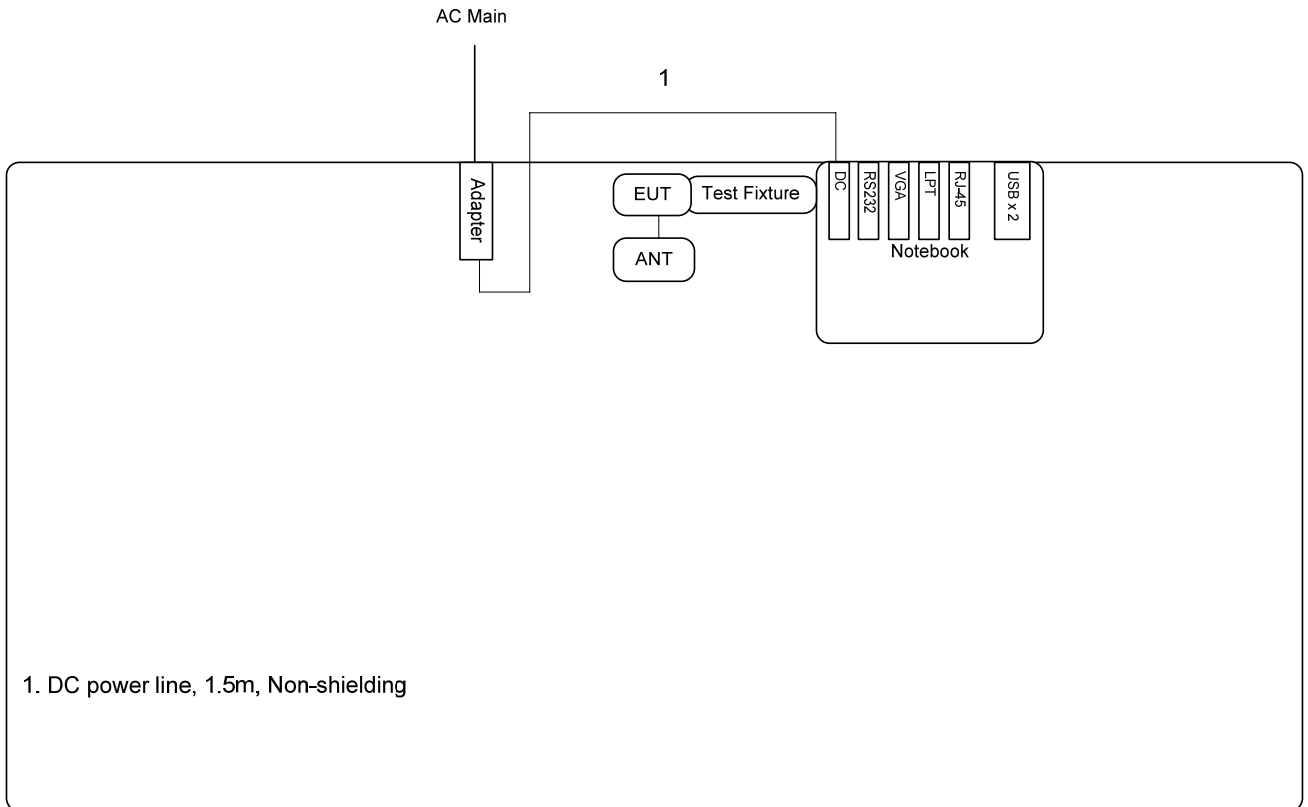 AC Main
1
Adapter
EUT
Test Fixture
ANT
DC
RS232
VGA
LPT
RJ-45
USB x 2
Notebook
1. DC power line, 1.5m, Non-shielding